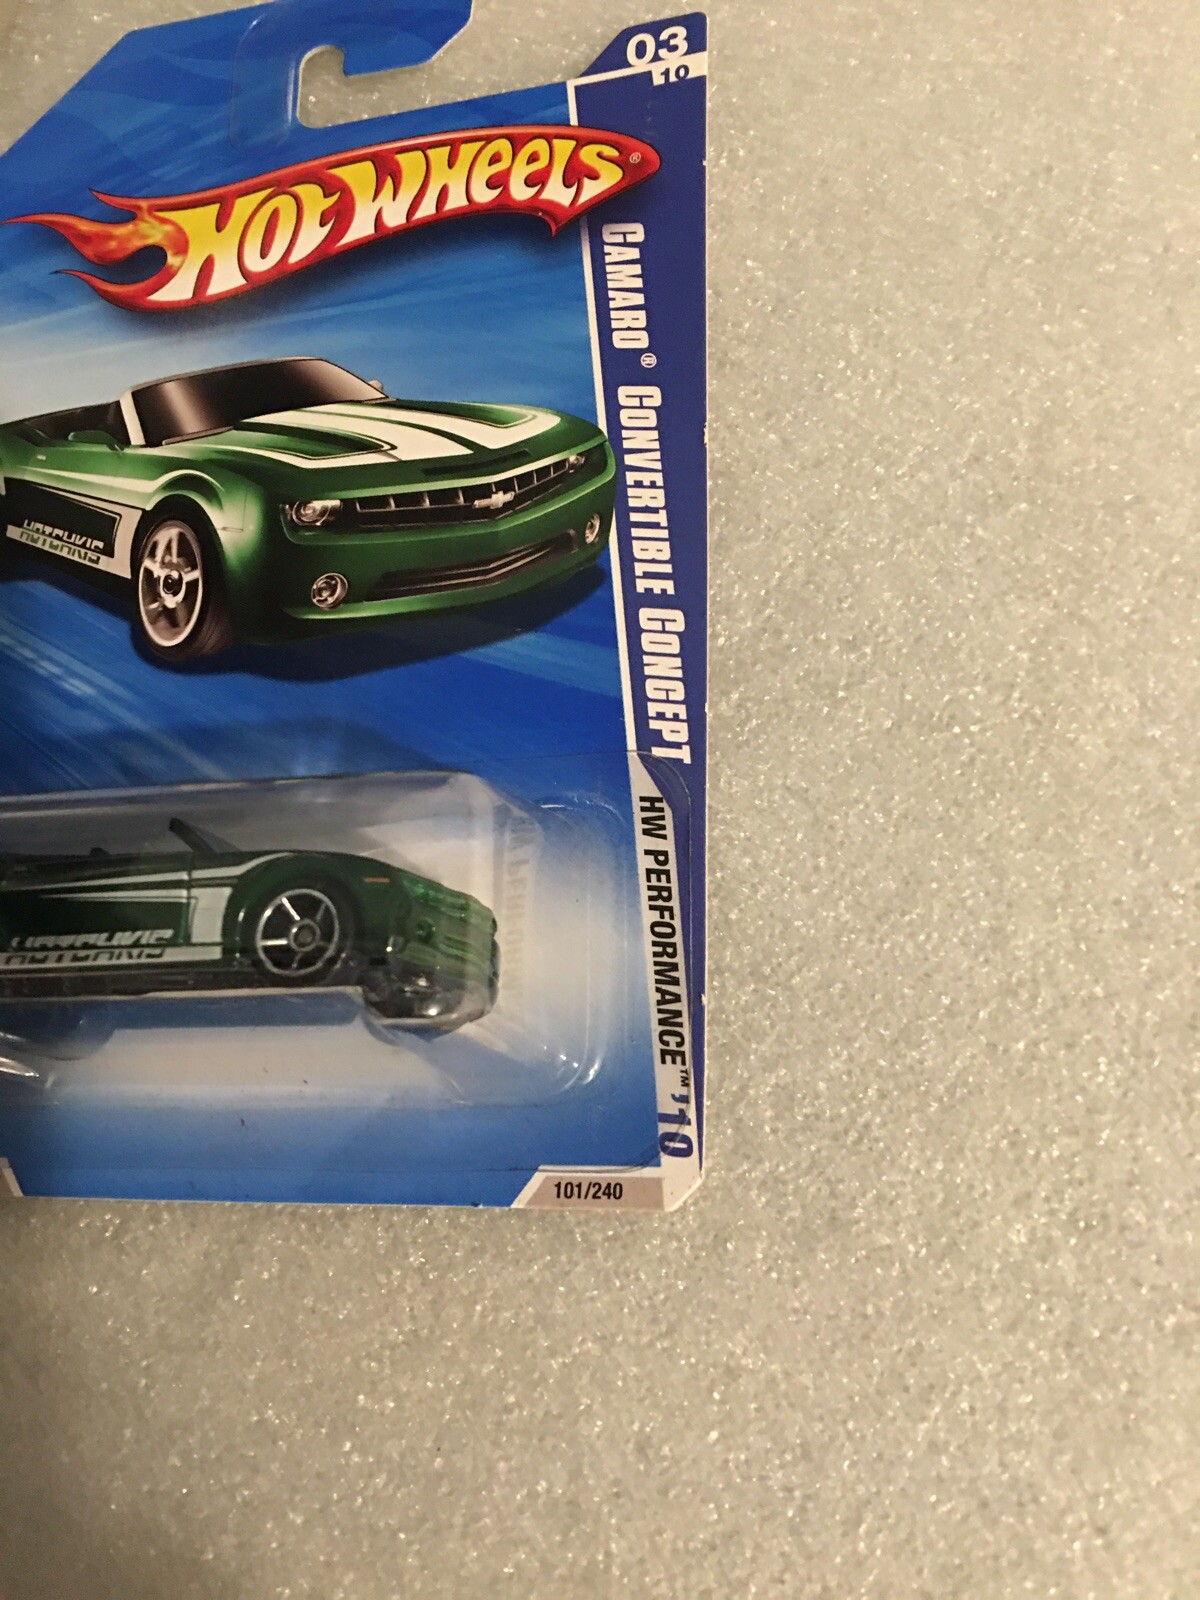 03
10
HOT WHEELS®
CAMARO® CONVERTIBLE CONCEPT
HW PERFORMANCE™ '10
101/240